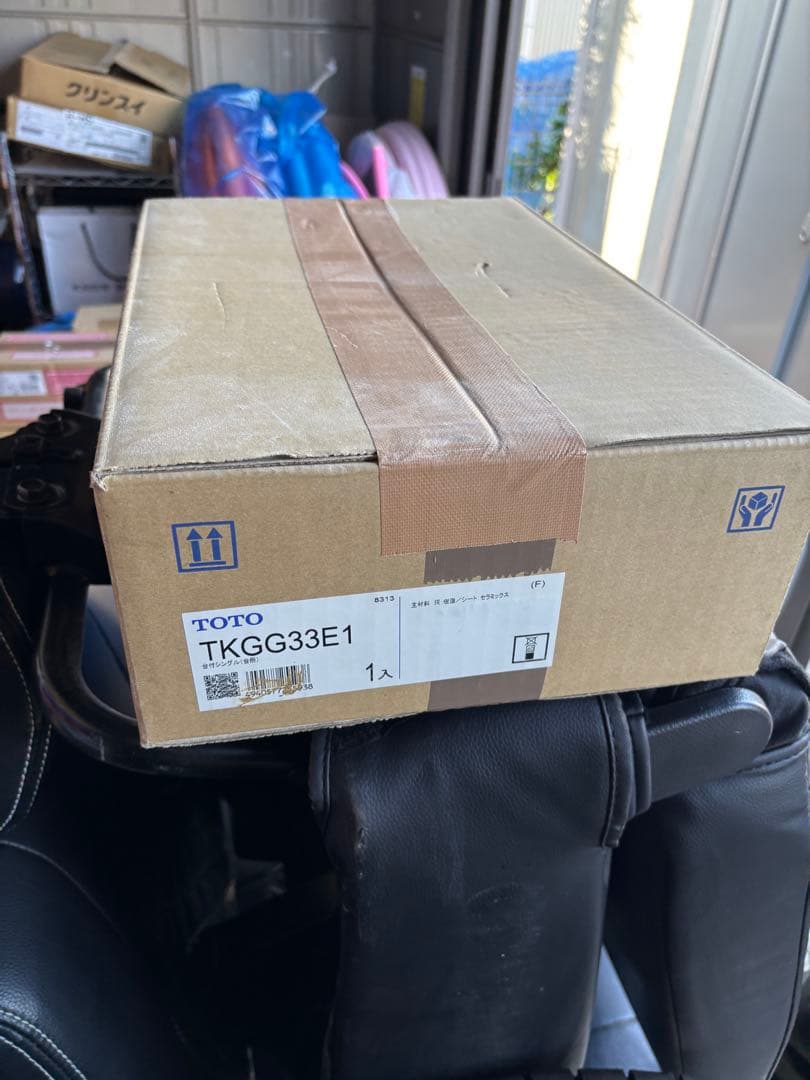 クリンスイ
TOTO
8313
TKGG33E1
台付シングル(台所)
1入
(F)
主材料 弁:樹脂/シート:セラミックス